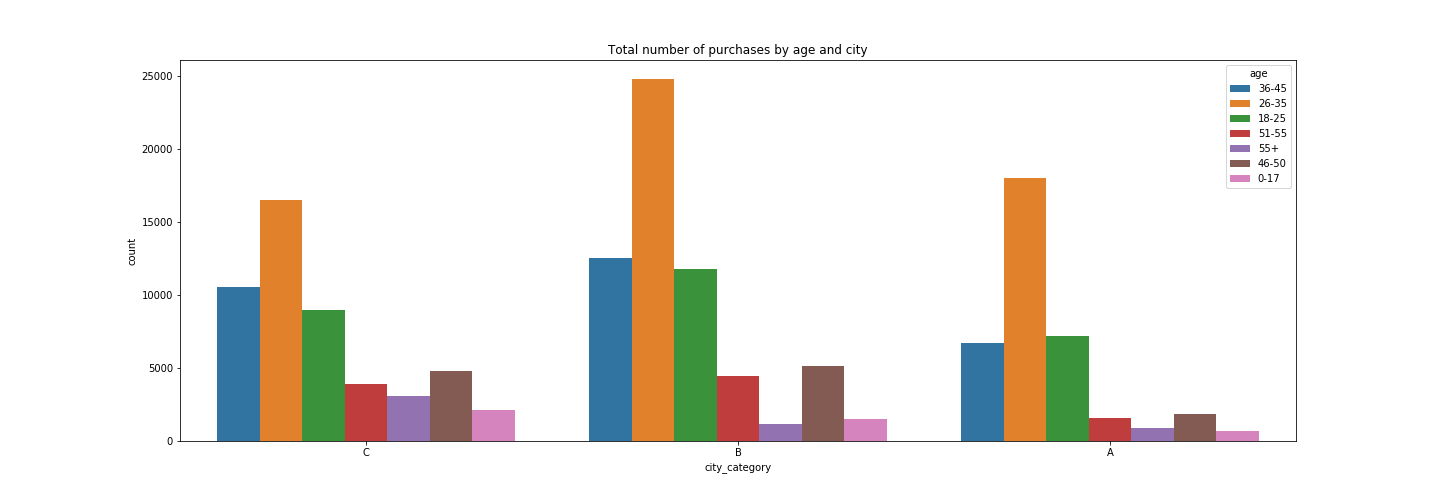 Total number of purchases by age and city
age
36-45
26-35
18-25
51-55
55+
46-50
0-17
count
25000
20000
15000
10000
5000
0
C
B
A
city_category